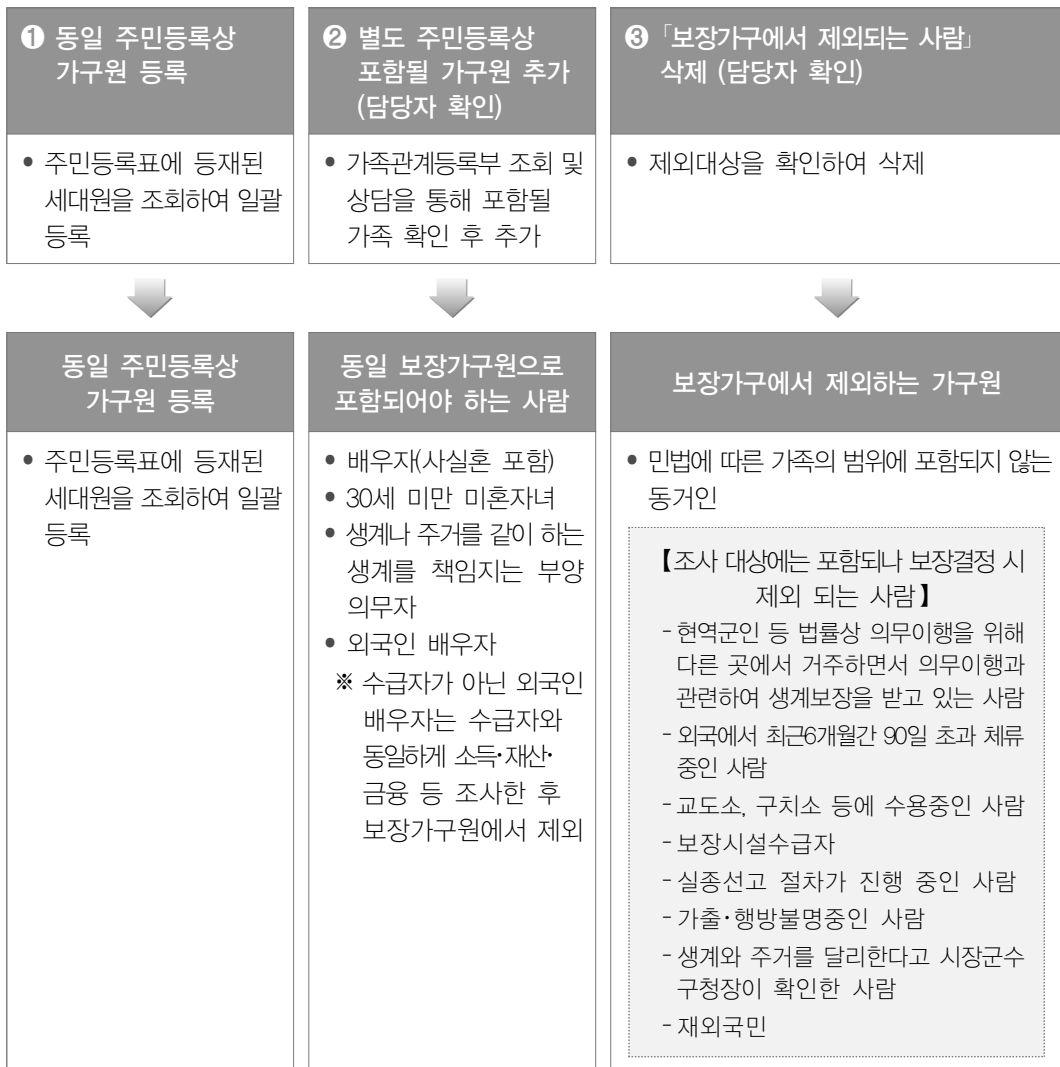 ❶ 동일 주민등록상
가구원 등록
❷ 별도 주민등록상
포함될 가구원 추가
(담당자 확인)
❸ 「보장가구에서 제외되는 사람」
삭제 (담당자 확인)
• 주민등록표에 등재된
세대원을 조회하여 일괄
등록
• 가족관계등록부 조회 및
상담을 통해 포함될
가족 확인 후 추가
• 제외대상을 확인하여 삭제
동일 주민등록상
가구원 등록
동일 보장가구원으로
포함되어야 하는 사람
보장가구에서 제외하는 가구원
• 주민등록표에 등재된
세대원을 조회하여 일괄
등록
• 배우자(사실혼 포함)
• 30세 미만 미혼자녀
• 생계나 주거를 같이 하는
생계를 책임지는 부양
의무자
• 외국인 배우자
※ 수급자가 아닌 외국인
배우자는 수급자와
동일하게 소득·재산·
금융 등 조사한 후
보장가구원에서 제외
• 민법에 따른 가족의 범위에 포함되지 않는
동거인
【조사 대상에는 포함되나 보장결정 시
제외 되는 사람】
- 현역군인 등 법률상 의무이행을 위해
다른 곳에서 거주하면서 의무이행과
관련하여 생계보장을 받고 있는 사람
- 외국에서 최근6개월간 90일 초과 체류
중인 사람
- 교도소, 구치소 등에 수용중인 사람
- 보장시설수급자
- 실종선고 절차가 진행 중인 사람
- 가출·행방불명중인 사람
- 생계와 주거를 달리한다고 시장군수
구청장이 확인한 사람
- 재외국민